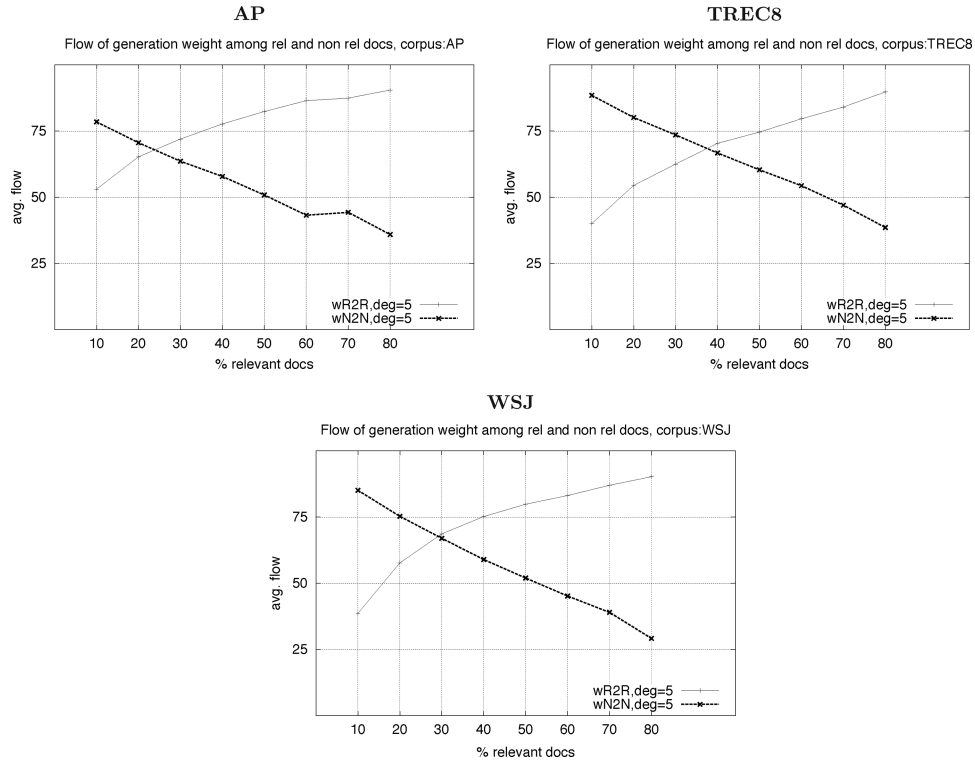 AP
Flow of generation weight among rel and non rel docs, corpus:AP
avg. flow
75
50
25
wR2R,deg=5
wN2N,deg=5
10 20 30 40 50 60 70 80
% relevant docs
TREC8
Flow of generation weight among rel and non rel docs, corpus:TREC8
avg. flow
75
50
25
wR2R,deg=5
wN2N,deg=5
10 20 30 40 50 60 70 80
% relevant docs
WSJ
Flow of generation weight among rel and non rel docs, corpus:WSJ
avg. flow
75
50
25
wR2R,deg=5
wN2N,deg=5
10 20 30 40 50 60 70 80
% relevant docs